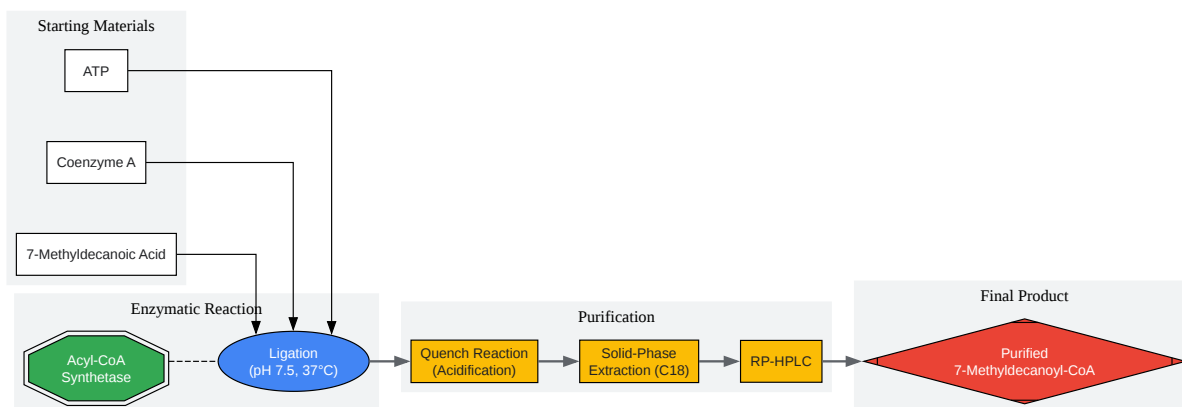 Starting Materials
ATP
Coenzyme A
7-Methyldecanoic Acid
Enzymatic Reaction
Acyl-CoA
Synthetase
Ligation
(pH 7.5, 37°C)
Purification
Quench Reaction
(Acidification)
Solid-Phase
Extraction (C18)
RP-HPLC
Final Product
Purified
7-Methyldecanoyl-CoA